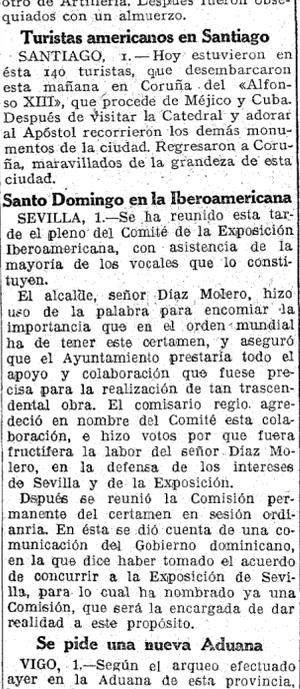 otro de Artillería. Después fueron obse-
quiados con un almuerzo.
Turistas americanos en Santiago
SANTIAGO, 1.—Hoy estuvieron en
ésta 140 turistas, que desembarcaron
esta mañana en Coruña del «Alfon-
so XIII», que procede de Méjico y Cuba.
Después de visitar la Catedral y adorar
al Apóstol recorrieron los demás monu-
mentos de la ciudad. Regresaron a Coru-
ña, maravillados de la grandeza de esta
ciudad.
Santo Domingo en la Iberoamericana
SEVILLA, 1.—Se ha reunido esta tar-
de el pleno del Comité de la Exposición
Iberoamericana, con asistencia de la
mayoría de los vocales que lo consti-
tuyen.
El alcalde, señor Díaz Molero, hizo
uso de la palabra para encomiar la
importancia que en el orden mundial
ha de tener este certamen, y aseguró
que el Ayuntamiento prestaría todo el
apoyo y colaboración que fuese pre-
cisa para la realización de tan trascen-
dental obra. El comisario regio. agre-
deció en nombre del Comité esta cola-
boración, e hizo votos por que fuera
fructífera la labor del señor Díaz Mo-
lero, en la defensa de los intereses
de Sevilla y de la Exposición.
Dspués se reunió la Comisión per-
manente del certamen en sesión ordi-
anria. En ésta se dió cuenta de una co-
municación del Gobierno dominicano,
en la que dice haber tomado el acuerdo
de concurrir a la Exposición de Sevi-
lla, para lo cual ha nombrado ya una
Comisión, que será la encargada de dar
realidad a este propósito.
Se pide una nueva Aduana
VIGO, 1.—Según el arqueo efectuado
ayer en la Aduana de esta provincia,